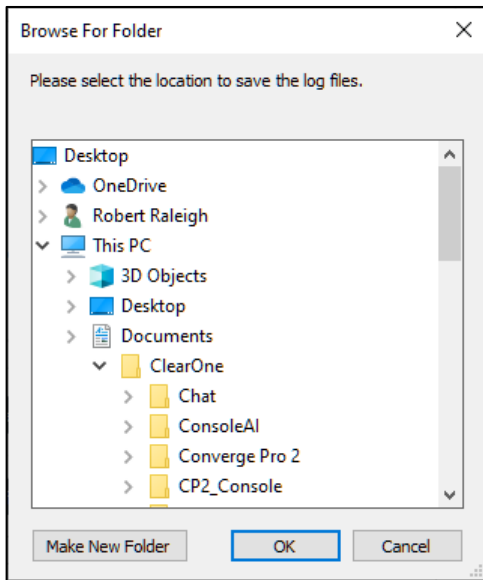 Browse For Folder
Please select the location to save the log files.
Desktop
OneDrive
Robert Raleigh
This PC
3D Objects
Desktop
Documents
ClearOne
Chat
ConsoleAI
Converge Pro 2
CP2_Console
Make New Folder OK Cancel